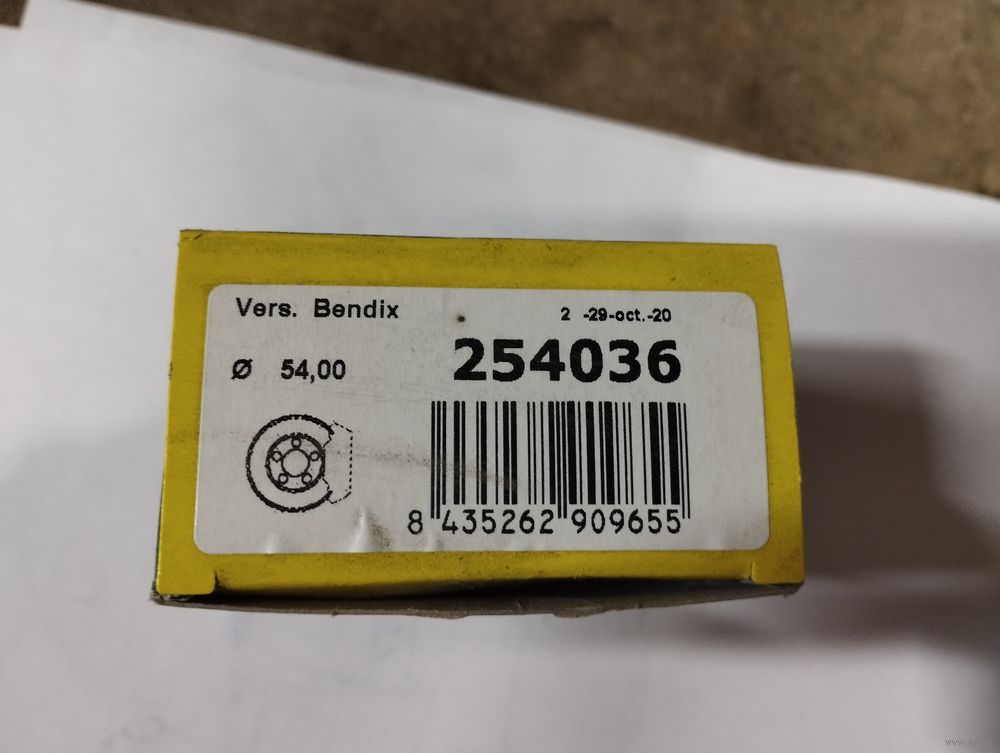 Vers. Bendix
2 -29-oct.-20
Ø 54,00
254036
8 435262 909655